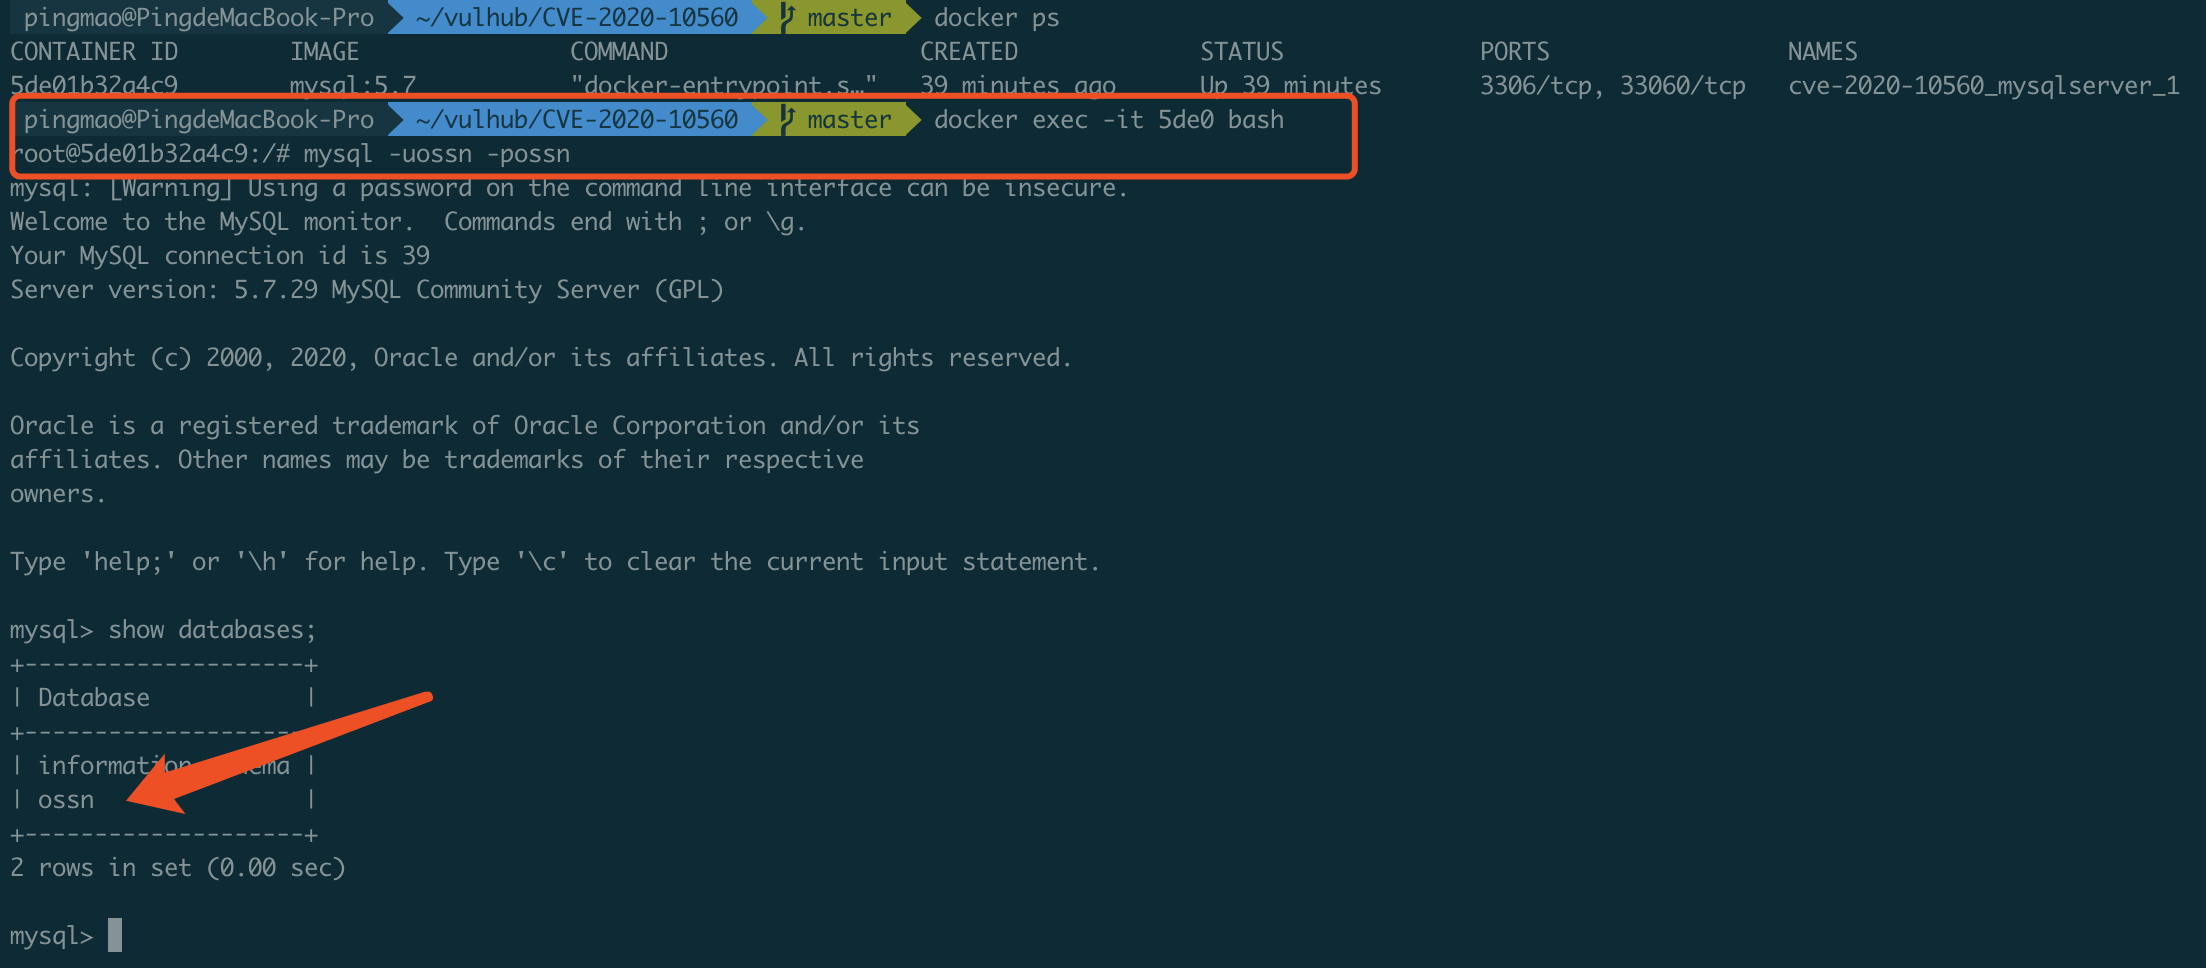 pingmao@PingdeMacBook-Pro ~/vulhub/CVE-2020-10560 master docker ps
CONTAINER ID IMAGE COMMAND CREATED STATUS PORTS NAMES
5de01b32a4c9 mysql:5.7 "docker-entrypoint.s…" 39 minutes ago Up 39 minutes 3306/tcp, 33060/tcp cve-2020-10560_mysqlserver_1
pingmao@PingdeMacBook-Pro ~/vulhub/CVE-2020-10560 master docker exec -it 5de0 bash
root@5de01b32a4c9:/# mysql -uossn -possn
mysql: [Warning] Using a password on the command line interface can be insecure.
Welcome to the MySQL monitor.  Commands end with ; or \g.
Your MySQL connection id is 39
Server version: 5.7.29 MySQL Community Server (GPL)
Copyright (c) 2000, 2020, Oracle and/or its affiliates. All rights reserved.
Oracle is a registered trademark of Oracle Corporation and/or its
affiliates. Other names may be trademarks of their respective
owners.
Type 'help;' or '\h' for help. Type '\c' to clear the current input statement.
mysql> show databases;
+--------------------+
| Database           |
+--------------------+
| information
| ossn               |
+--------------------+
2 rows in set (0.00 sec)
mysql>